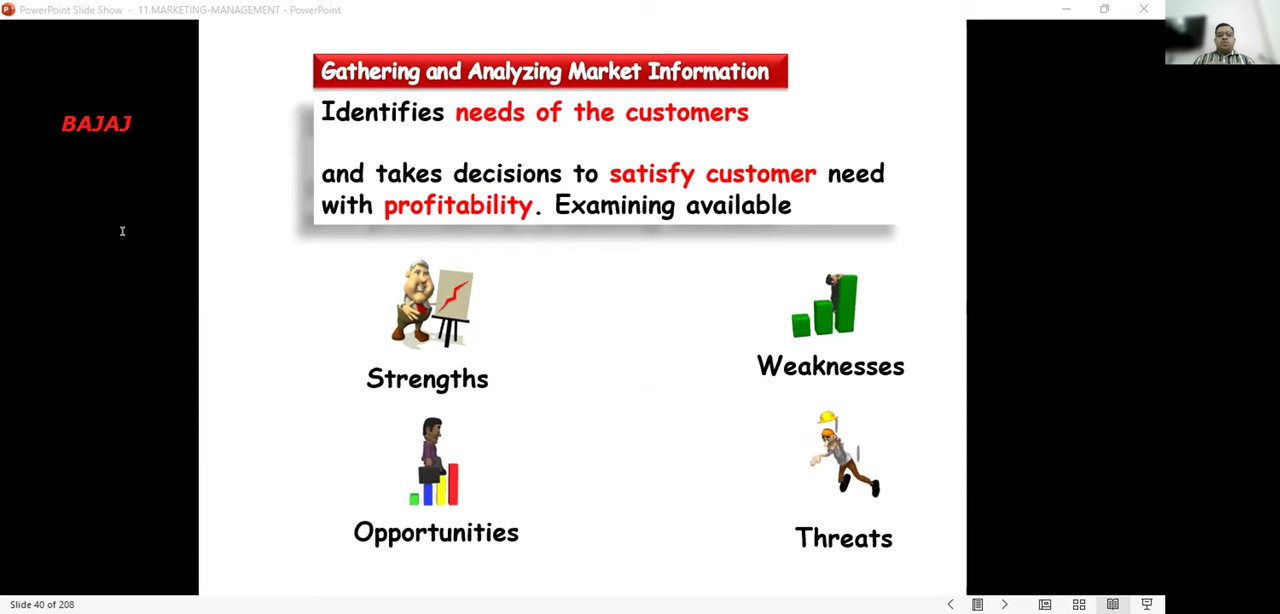 PowerPoint Slide Show - 11.MARKETING-MANAGEMENT - PowerPoint
BAJAJ
Gathering and Analyzing Market Information
Identifies needs of the customers
and takes decisions to satisfy customer need
with profitability. Examining available
Strengths
Weaknesses
Opportunities
Threats
Slide 40 of 208